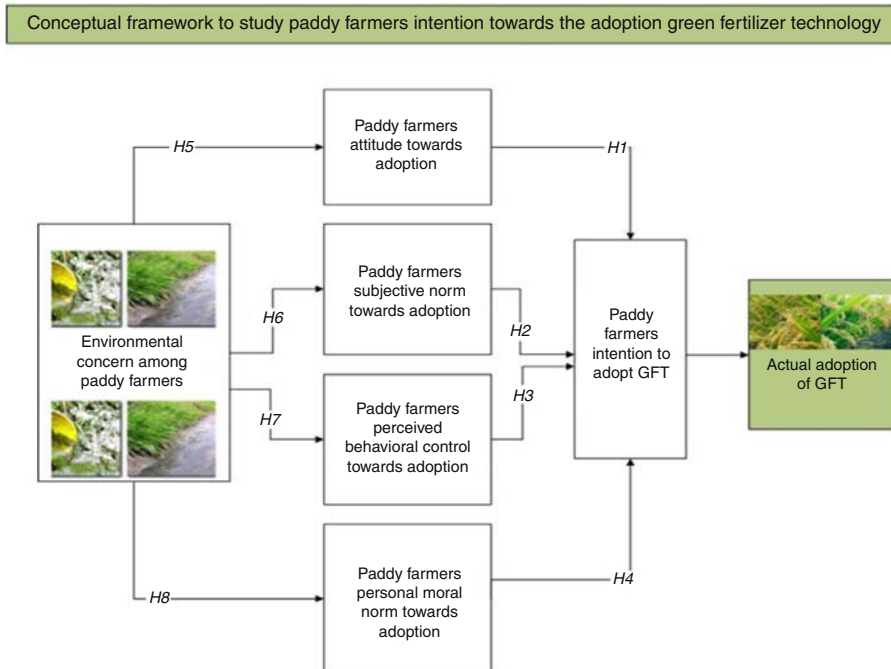 Conceptual framework to study paddy farmers intention towards the adoption green fertilizer technology
H5
Paddy farmers
attitude towards
adoption
H1
Environmental
concern among
paddy farmers
H6
Paddy farmers
subjective norm
towards adoption
H2
H7
Paddy farmers
perceived
behavioral control
towards adoption
H3
Paddy
farmers
intention to
adopt GFT
Actual adoption
of GFT
H8
Paddy farmers
personal moral
norm towards
adoption
H4